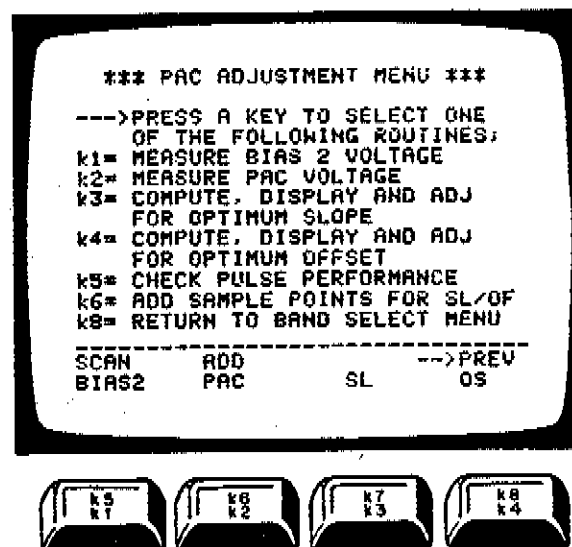 *** PAC ADJUSTMENT MENU ***
--->PRESS A KEY TO SELECT ONE
OF THE FOLLOWING ROUTINES;
k1= MEASURE BIAS 2 VOLTAGE
k2= MEASURE PAC VOLTAGE
k3= COMPUTE, DISPLAY AND ADJ
FOR OPTIMUM SLOPE
k4= COMPUTE, DISPLAY AND ADJ
FOR OPTIMUM OFFSET
k5= CHECK PULSE PERFORMANCE
k6= ADD SAMPLE POINTS FOR SL/OF
k8= RETURN TO BAND SELECT MENU
SCAN ADD -->PREV
BIAS2 PAC SL OS
k5 k6 k7 k8
k1 k2 k3 k4